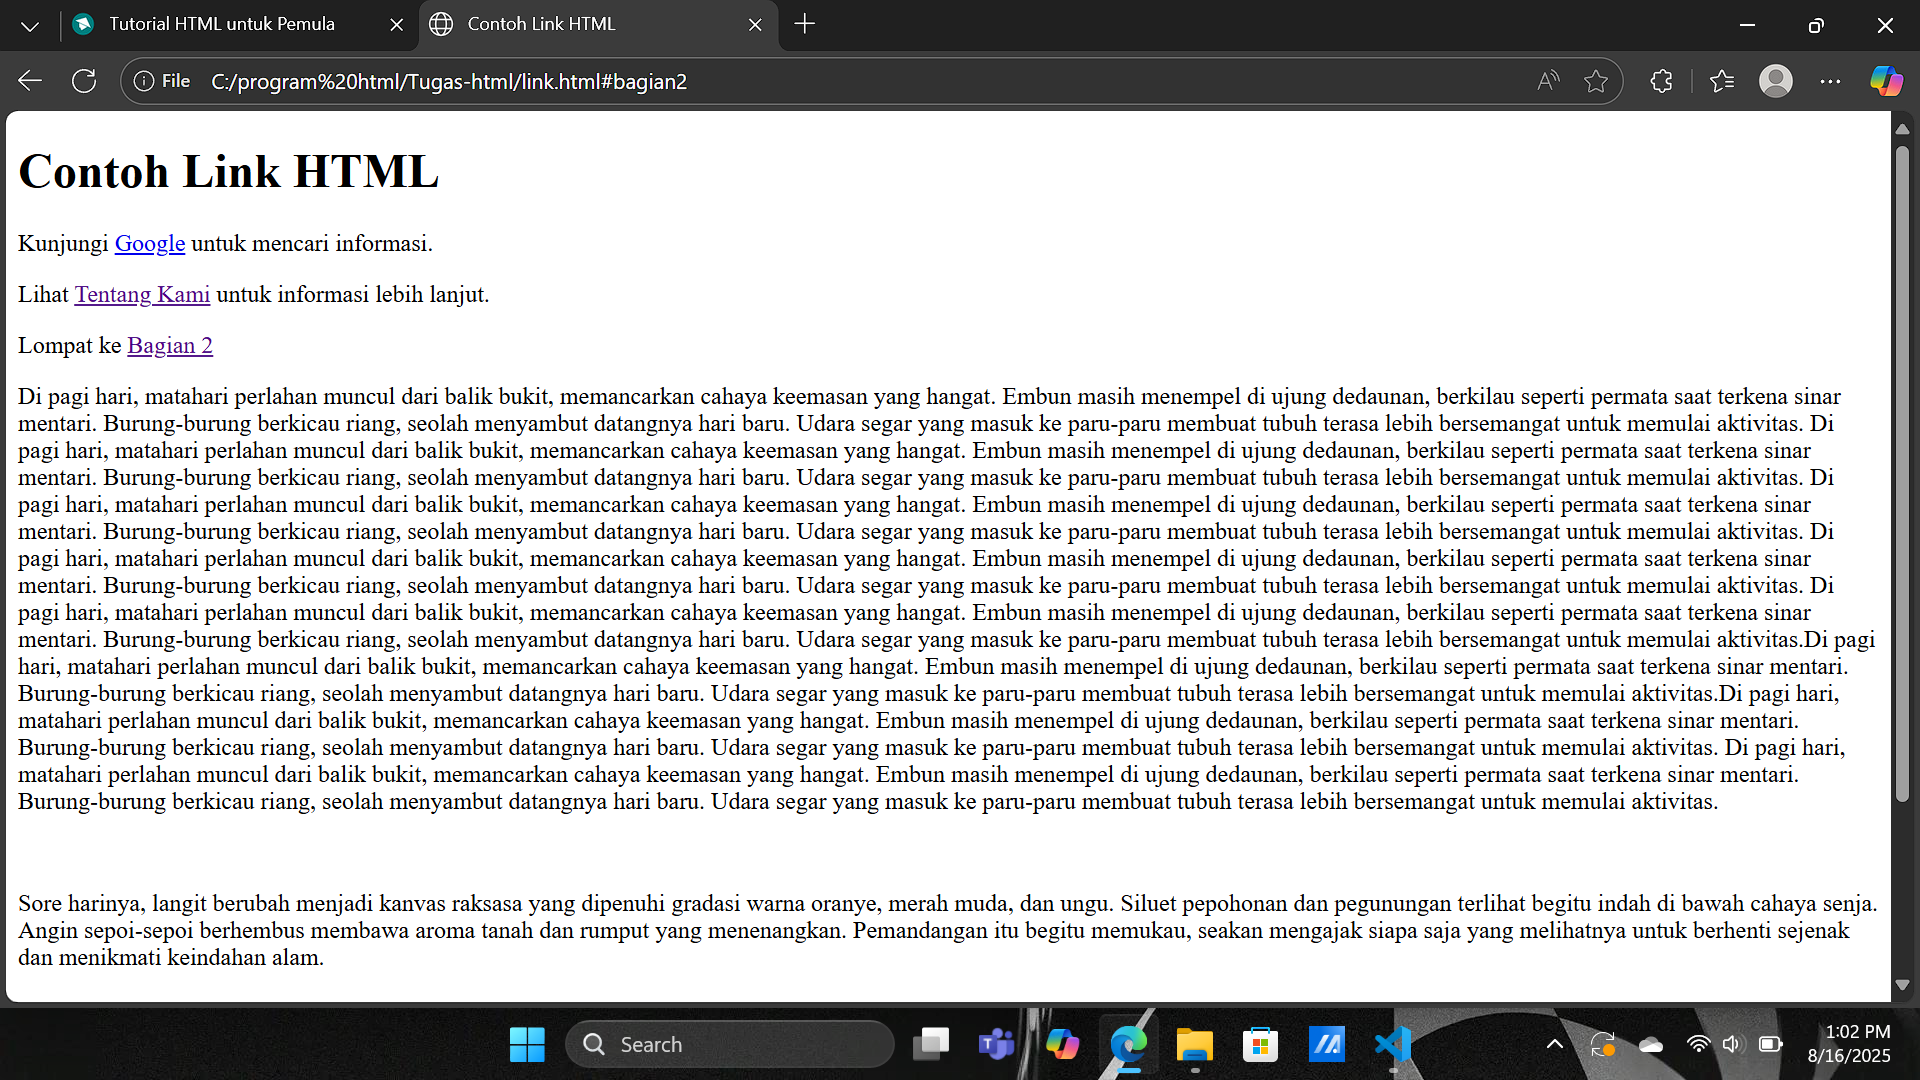 Tutorial HTML untuk Pemula
Contoh Link HTML
File C:/program%20html/Tugas-html/link.html#bagian2
Contoh Link HTML
Kunjungi Google untuk mencari informasi.
Lihat Tentang Kami untuk informasi lebih lanjut.
Lompat ke Bagian 2
Di pagi hari, matahari perlahan muncul dari balik bukit, memancarkan cahaya keemasan yang hangat. Embun masih menempel di ujung dedaunan, berkilau seperti permata saat terkena sinar
mentari. Burung-burung berkicau riang, seolah menyambut datangnya hari baru. Udara segar yang masuk ke paru-paru membuat tubuh terasa lebih bersemangat untuk memulai aktivitas. Di
pagi hari, matahari perlahan muncul dari balik bukit, memancarkan cahaya keemasan yang hangat. Embun masih menempel di ujung dedaunan, berkilau seperti permata saat terkena sinar
mentari. Burung-burung berkicau riang, seolah menyambut datangnya hari baru. Udara segar yang masuk ke paru-paru membuat tubuh terasa lebih bersemangat untuk memulai aktivitas. Di
pagi hari, matahari perlahan muncul dari balik bukit, memancarkan cahaya keemasan yang hangat. Embun masih menempel di ujung dedaunan, berkilau seperti permata saat terkena sinar
mentari. Burung-burung berkicau riang, seolah menyambut datangnya hari baru. Udara segar yang masuk ke paru-paru membuat tubuh terasa lebih bersemangat untuk memulai aktivitas. Di
pagi hari, matahari perlahan muncul dari balik bukit, memancarkan cahaya keemasan yang hangat. Embun masih menempel di ujung dedaunan, berkilau seperti permata saat terkena sinar
mentari. Burung-burung berkicau riang, seolah menyambut datangnya hari baru. Udara segar yang masuk ke paru-paru membuat tubuh terasa lebih bersemangat untuk memulai aktivitas. Di
pagi hari, matahari perlahan muncul dari balik bukit, memancarkan cahaya keemasan yang hangat. Embun masih menempel di ujung dedaunan, berkilau seperti permata saat terkena sinar
mentari. Burung-burung berkicau riang, seolah menyambut datangnya hari baru. Udara segar yang masuk ke paru-paru membuat tubuh terasa lebih bersemangat untuk memulai aktivitas.Di pagi
hari, matahari perlahan muncul dari balik bukit, memancarkan cahaya keemasan yang hangat. Embun masih menempel di ujung dedaunan, berkilau seperti permata saat terkena sinar mentari.
Burung-burung berkicau riang, seolah menyambut datangnya hari baru. Udara segar yang masuk ke paru-paru membuat tubuh terasa lebih bersemangat untuk memulai aktivitas.Di pagi hari,
matahari perlahan muncul dari balik bukit, memancarkan cahaya keemasan yang hangat. Embun masih menempel di ujung dedaunan, berkilau seperti permata saat terkena sinar mentari.
Burung-burung berkicau riang, seolah menyambut datangnya hari baru. Udara segar yang masuk ke paru-paru membuat tubuh terasa lebih bersemangat untuk memulai aktivitas. Di pagi hari,
matahari perlahan muncul dari balik bukit, memancarkan cahaya keemasan yang hangat. Embun masih menempel di ujung dedaunan, berkilau seperti permata saat terkena sinar mentari.
Burung-burung berkicau riang, seolah menyambut datangnya hari baru. Udara segar yang masuk ke paru-paru membuat tubuh terasa lebih bersemangat untuk memulai aktivitas.
Sore harinya, langit berubah menjadi kanvas raksasa yang dipenuhi gradasi warna oranye, merah muda, dan ungu. Siluet pepohonan dan pegunungan terlihat begitu indah di bawah cahaya senja.
Angin sepoi-sepoi berhembus membawa aroma tanah dan rumput yang menenangkan. Pemandangan itu begitu memukau, seakan mengajak siapa saja yang melihatnya untuk berhenti sejenak
dan menikmati keindahan alam.
Search
1:02 PM
8/16/2025